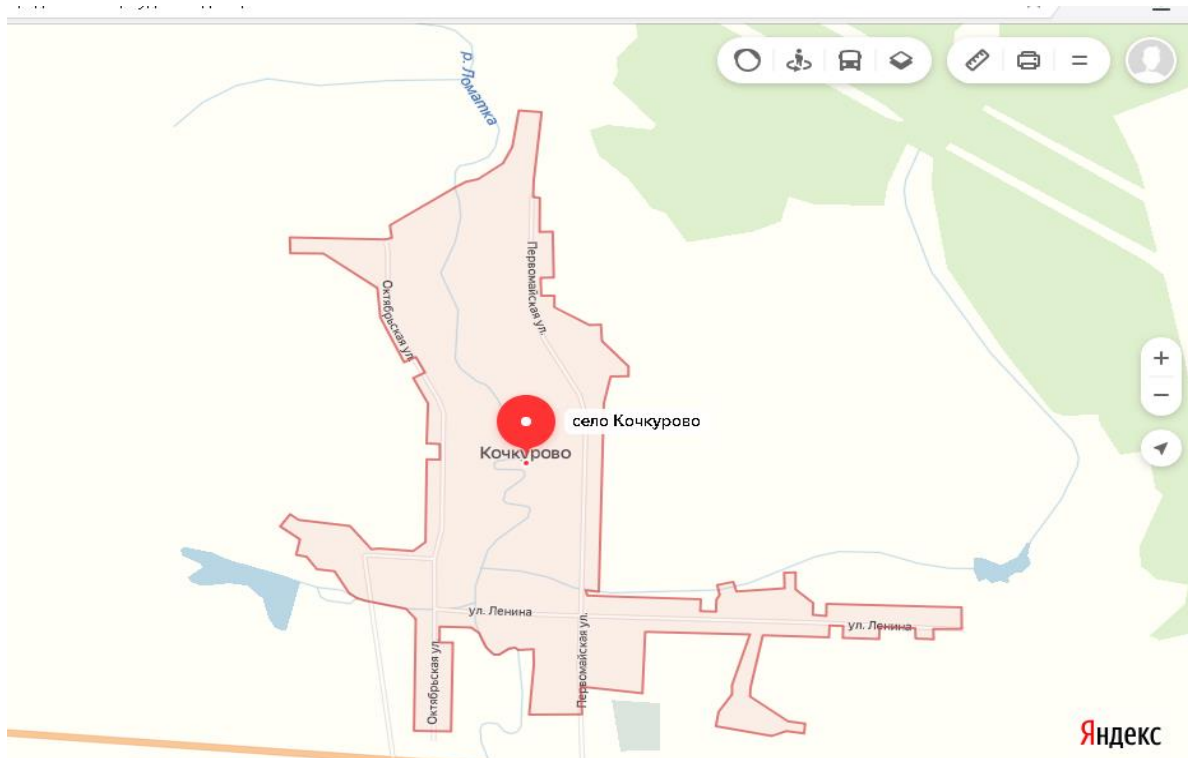 р. Ломатка
Первомайская ул.
Октябрьская ул.
село Кочкурово
Кочкурово
ул. Ленина
ул. Ленина
Октябрьская ул.
Первомайская ул.
Яндекс